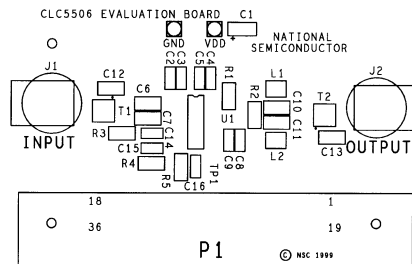 CLC5506 EVALUATION BOARD
C1
GND
VDD
NATIONAL
SEMICONDUCTOR
C2
C3
C5
C4
J1
C12
C6
R1
L1
J2
T1
C7
C14
U1
R2
C10
C11
T2
R3
INPUT
C15
L2
C13
OUTPUT
R4
R5
C16
TP1
C9
C8
18
1
36
19
P1
© NSC 1999